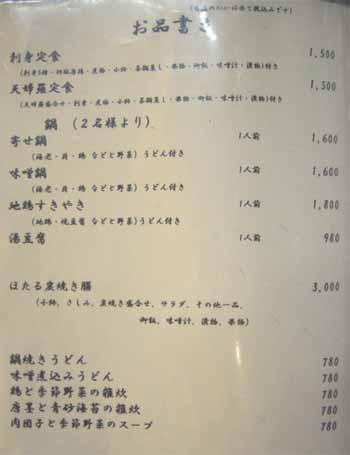 お品書き
刺身定食 1,500
天婦羅定食 1,500
鍋 (2名様より)
寄せ鍋 1人前 1,600
(海老・貝・鶏 などと野菜) うどん付き
味噌鍋 1人前 1,600
(海老・貝・鶏 などと野菜) うどん付き
地鶏すきやき 1人前 1,800
(地鶏・焼豆腐 などと野菜) うどん付き
湯豆腐 1人前 980
ほたる炭焼き膳 3,000
(小鉢、さしみ、炭焼き盛合せ、サラダ、その他一品、
御飯、味噌汁、漬物、果物)
鍋焼きうどん 780
味噌煮込みうどん 780
鶏と季節野菜の雑炊 780
唐墨と青砂海苔の雑炊 780
肉団子と季節野菜のスープ 780